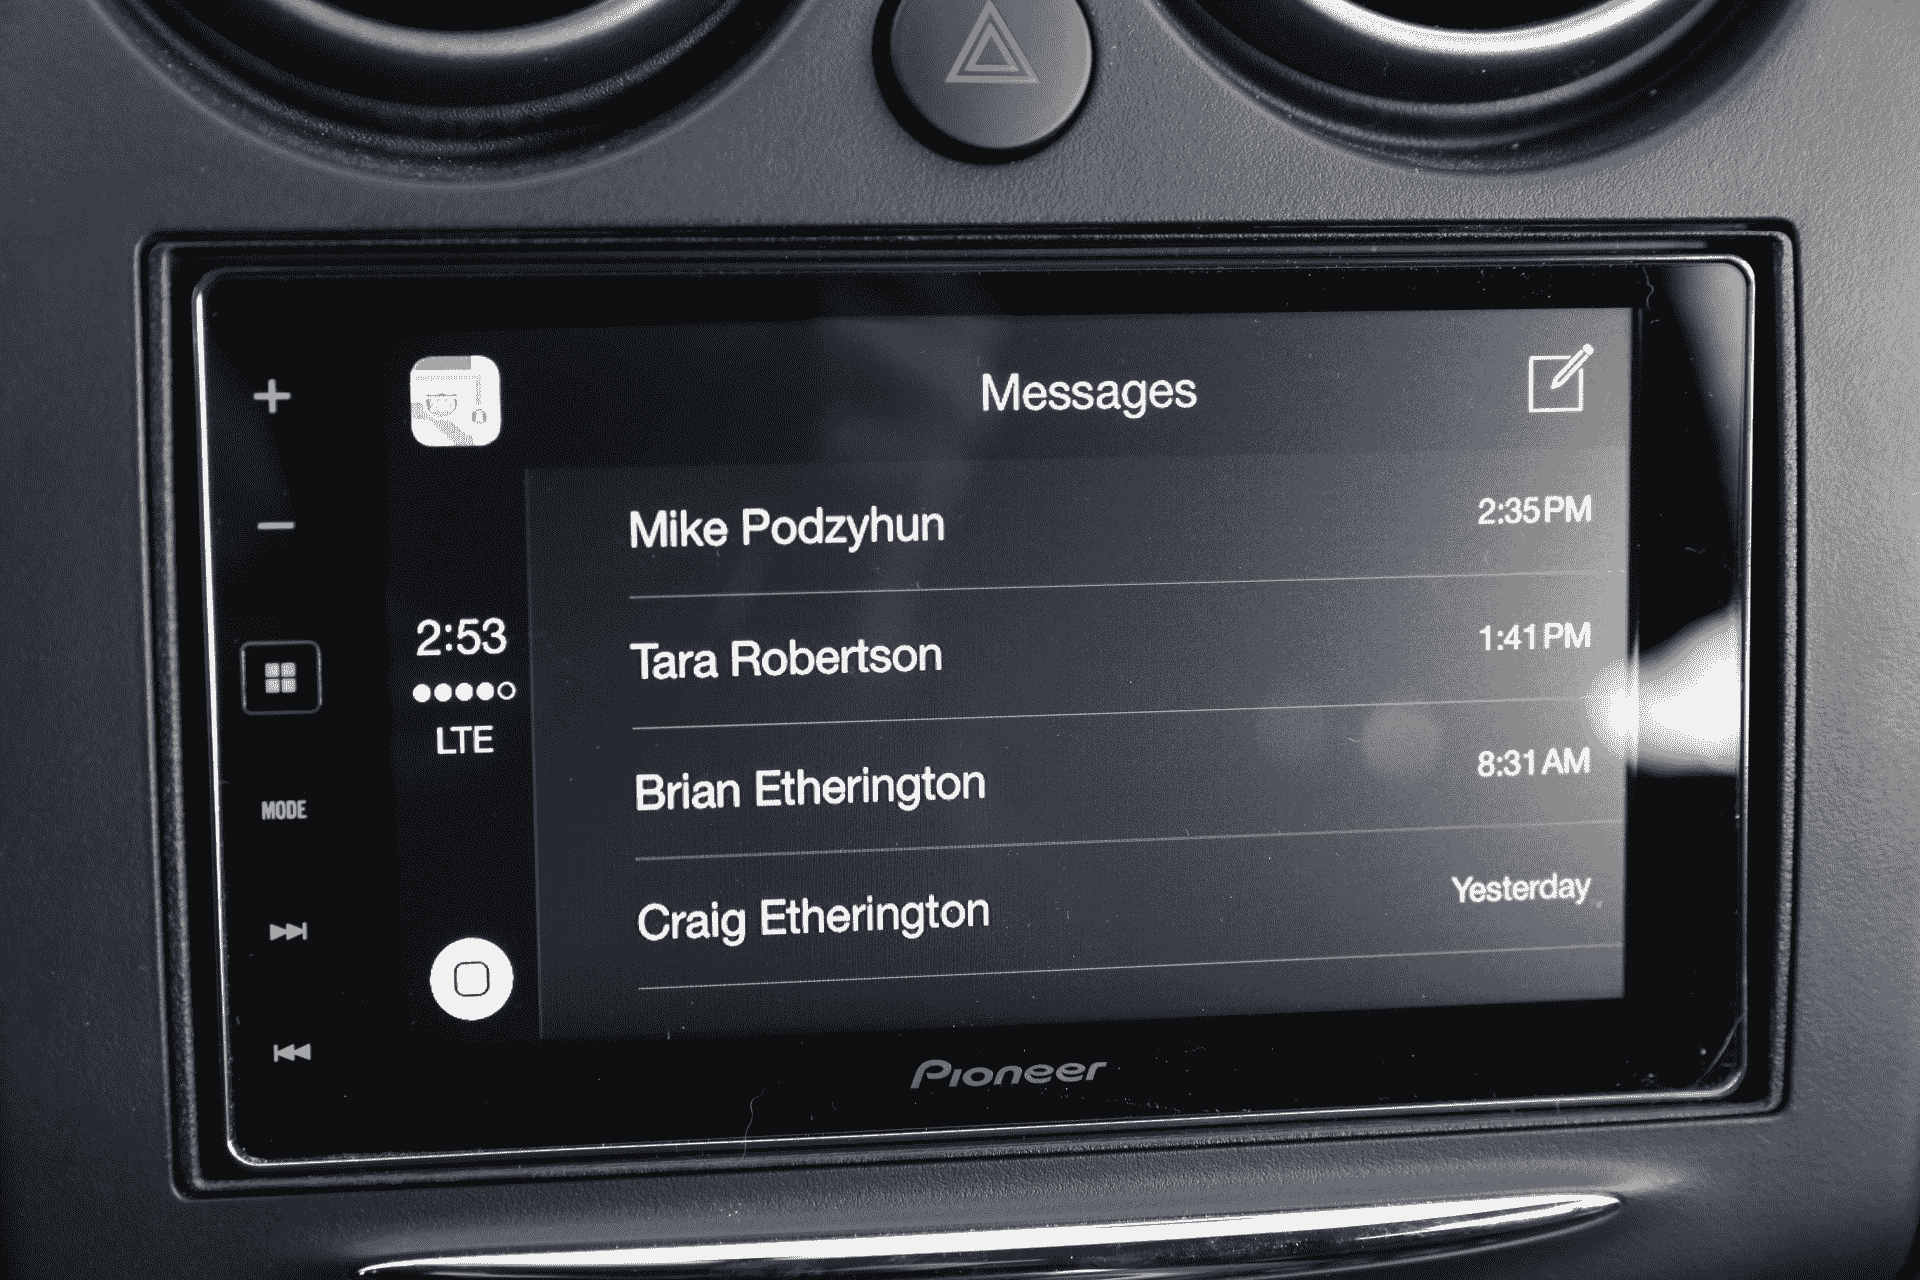 Messages
Mike Podzyhun 2:35 PM
Tara Robertson 1:41 PM
2:53
LTE
Brian Etherington 8:31 AM
MODE
Craig Etherington Yesterday
Pioneer